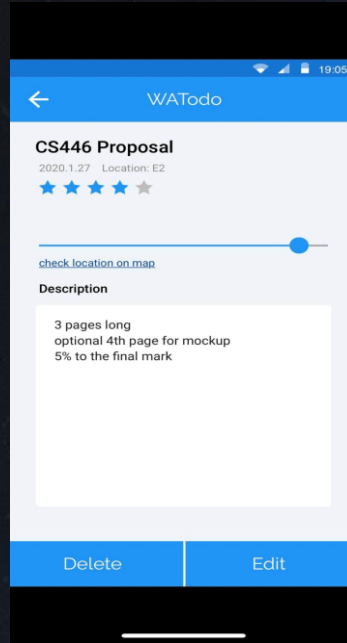 19:05
WATodo
CS446 Proposal
2020.1.27 Location: E2
check location on map
Description
3 pages long
optional 4th page for mockup
5% to the final mark
Delete
Edit